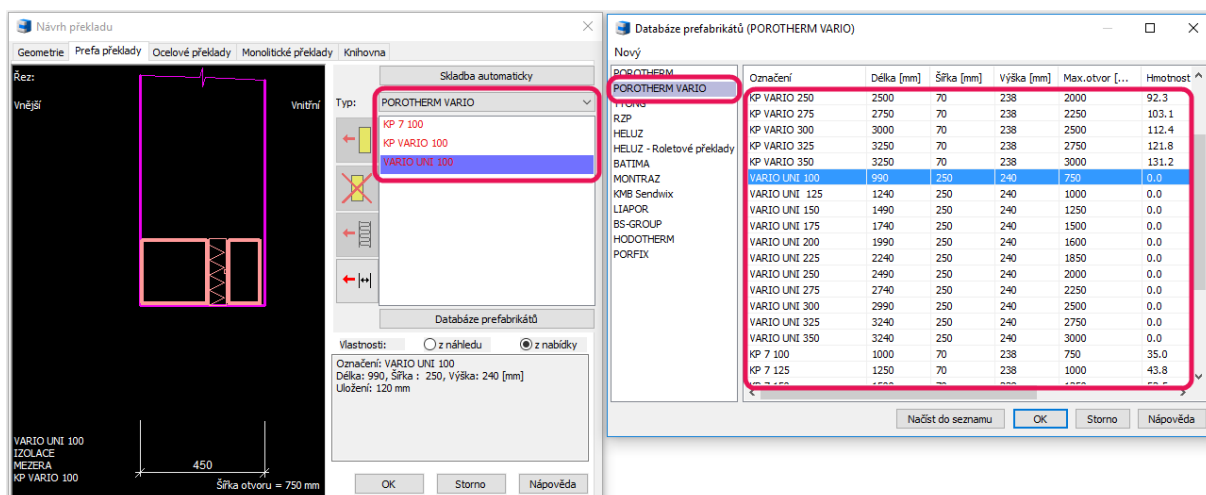 Návrh překladu
Geometrie Prefa překlady Ocelové překlady Monolitické překlady Knihovna
Řez:
Vnější Vnitřní
VARIO UNI 100
IZOLACE
MEZERA
KP VARIO 100
450
Šířka otvoru = 750 mm
Skladba automaticky
Typ: POROTHERM VARIO
KP 7 100
KP VARIO 100
VARIO UNI 100
Databáze prefabrikátů
Vlastnosti: z náhledu z nabídky
Označení: VARIO UNI 100
Délka: 990, Šířka : 250, Výška: 240 [mm]
Uložení: 120 mm
OK Storno Nápověda
Databáze prefabrikátů (POROTHERM VARIO)
Nový
POROTHERM
POROTHERM VARIO
YTONG
RZP
HELUZ
HELUZ - Roletové překlady
BATIMA
MONTRAZ
KMB Sendwix
LIAPOR
BS-GROUP
HODOTHERM
PORFIX
Označení Délka [mm] Šířka [mm] Výška [mm] Max.otvor [... Hmotnost
KP VARIO 250 2500 70 238 2000 92.3
KP VARIO 275 2750 70 238 2250 103.1
KP VARIO 300 3000 70 238 2500 112.4
KP VARIO 325 3250 70 238 2750 121.8
KP VARIO 350 3250 70 238 3000 131.2
VARIO UNI 100 990 250 240 750 0.0
VARIO UNI 125 1240 250 240 1000 0.0
VARIO UNI 150 1490 250 240 1250 0.0
VARIO UNI 175 1740 250 240 1500 0.0
VARIO UNI 200 1990 250 240 1600 0.0
VARIO UNI 225 2240 250 240 1850 0.0
VARIO UNI 250 2490 250 240 2000 0.0
VARIO UNI 275 2740 250 240 2250 0.0
VARIO UNI 300 2990 250 240 2500 0.0
VARIO UNI 325 3240 250 240 2750 0.0
VARIO UNI 350 3240 250 240 3000 0.0
KP 7 100 1000 70 238 750 35.0
KP 7 125 1250 70 238 1000 43.8
Načíst do seznamu OK Storno Nápověda